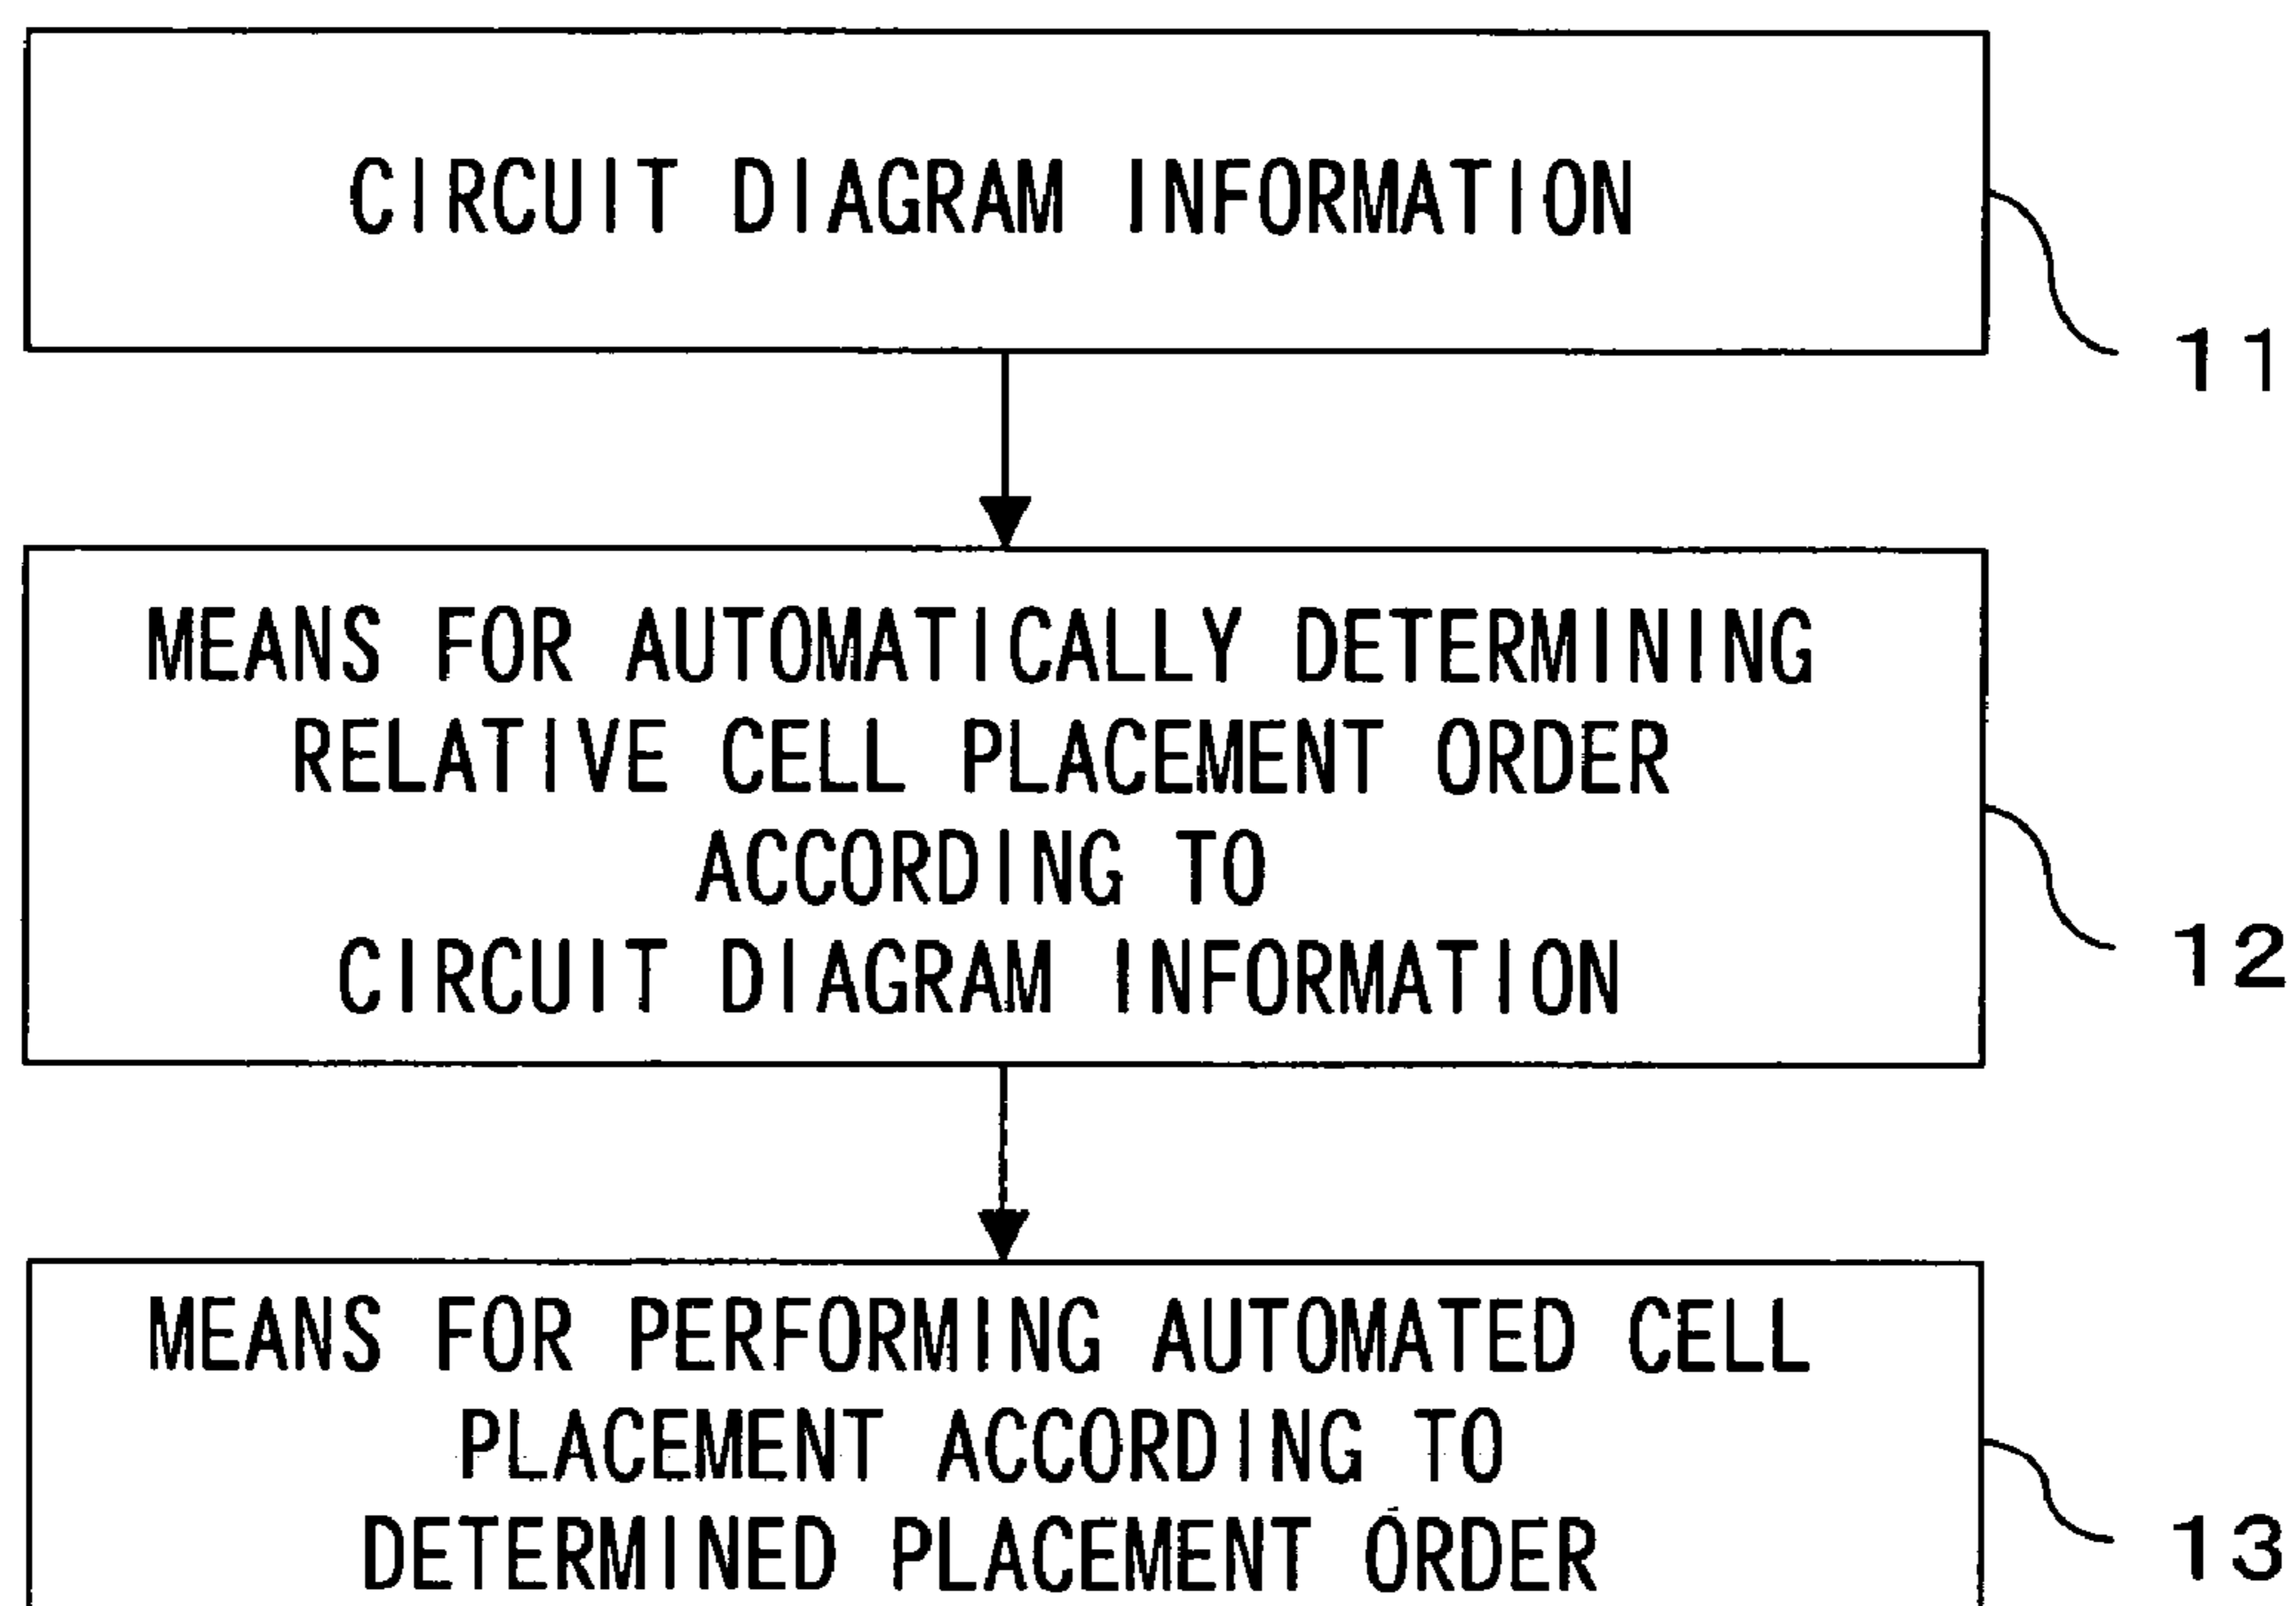 CIRCUIT DIAGRAM INFORMATION
11
MEANS FOR AUTOMATICALLY DETERMINING
RELATIVE CELL PLACEMENT ORDER
ACCORDING TO
CIRCUIT DIAGRAM INFORMATION
12
MEANS FOR PERFORMING AUTOMATED CELL
PLACEMENT ACCORDING TO
DETERMINED PLACEMENT ORDER
13